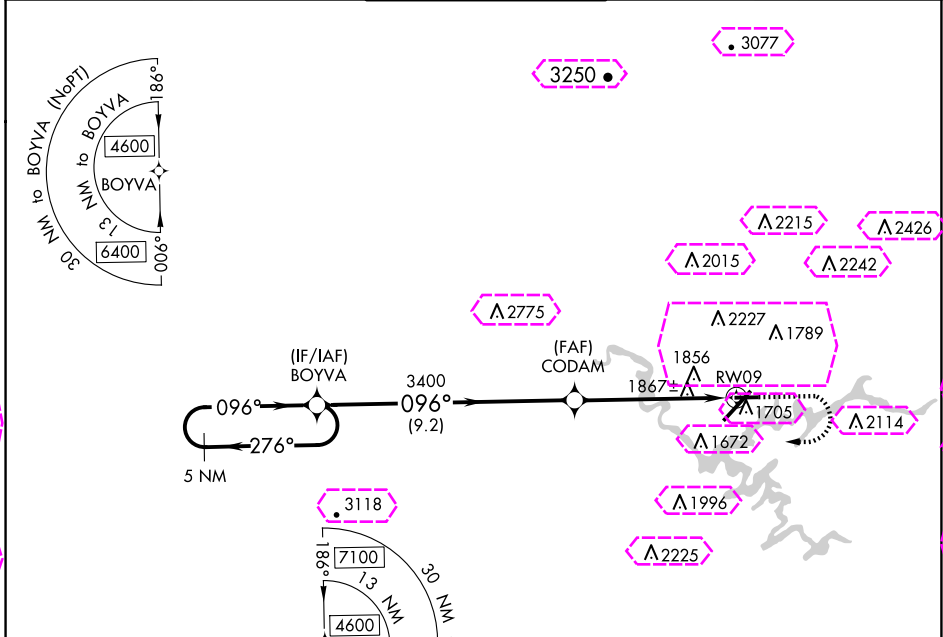 3077
3250
30 NM to BOYVA (NoPT)
186°
13 NM to BOYVA
4600
BOYVA
6400
006°
2215
2426
2015
2242
2775
2227
1789
(FAF)
CODAM
(IF/IAF)
BOYVA
1856
1867±
RW09
3400
096°
096°
(9.2)
1705
2114
276°
1672
5 NM
3118
1996
2225
186°
7100
13 NM
30 NM
4600